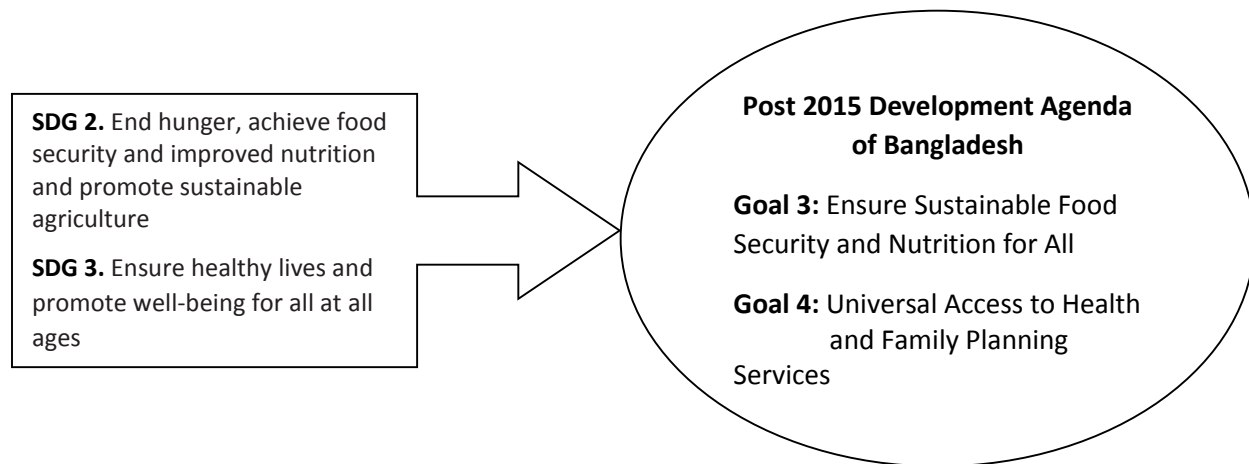 SDG 2. End hunger, achieve food
security and improved nutrition
and promote sustainable
agriculture
SDG 3. Ensure healthy lives and
promote well-being for all at all
ages
Post 2015 Development Agenda
of Bangladesh
Goal 3: Ensure Sustainable Food
Security and Nutrition for All
Goal 4: Universal Access to Health
and Family Planning
Services